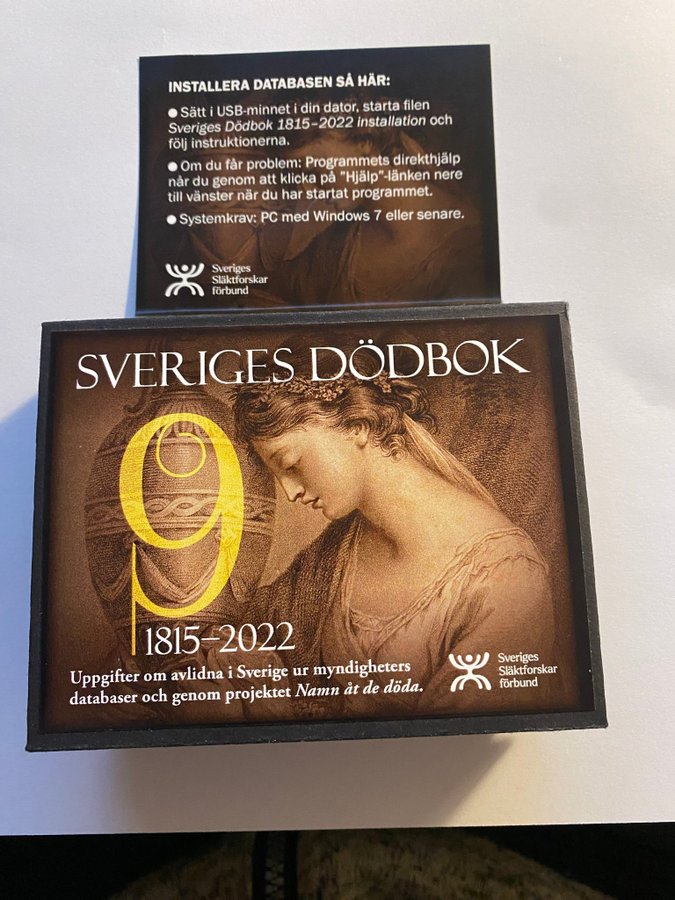 INSTALLERA DATABASEN SÅ HÄR:
● Sätt i USB-minnet i din dator, starta filen
Sveriges Dödbok 1815–2022 installation och
följ instruktionerna.
● Om du får problem: Programmets direkthjälp
når du genom att klicka på ”Hjälp”-länken nere
till vänster när du har startat programmet.
● Systemkrav: PC med Windows 7 eller senare.
Sveriges
Släktforskar
förbund
SVERIGES DÖDBOK
9
1815–2022
Uppgifter om avlidna i Sverige ur myndigheters
databaser och genom projektet Namn åt de döda.
Sveriges
Släktforskar
förbund